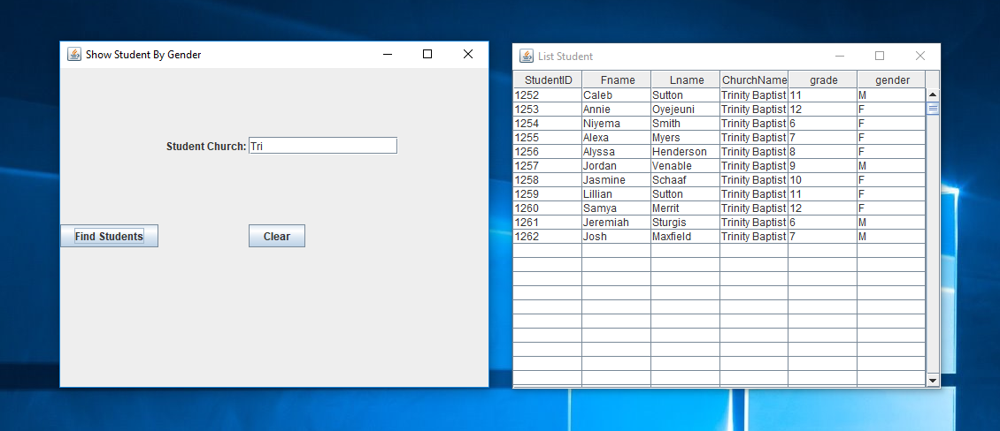 Show Student By Gender
Student Church: Tri
Find Students Clear
List Student
StudentID Fname Lname ChurchName grade gender
1252 Caleb Sutton Trinity Baptist 11 M
1253 Annie Oyejeuni Trinity Baptist 12 F
1254 Niyema Smith Trinity Baptist 6 F
1255 Alexa Myers Trinity Baptist 7 F
1256 Alyssa Henderson Trinity Baptist 8 F
1257 Jordan Venable Trinity Baptist 9 M
1258 Jasmine Schaaf Trinity Baptist 10 F
1259 Lillian Sutton Trinity Baptist 11 F
1260 Samya Merrit Trinity Baptist 12 F
1261 Jeremiah Sturgis Trinity Baptist 6 M
1262 Josh Maxfield Trinity Baptist 7 M